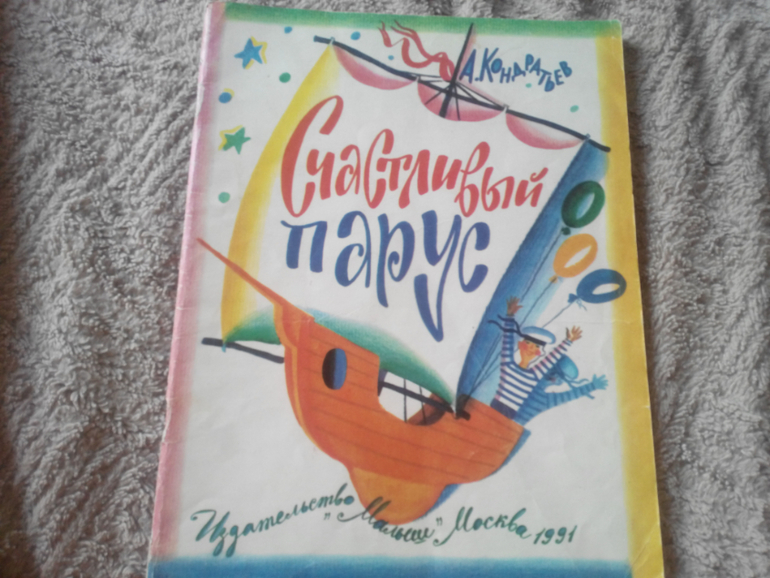 А. Кондратьев
Счастливый
парус
Издательство „Малыш" Москва 1991